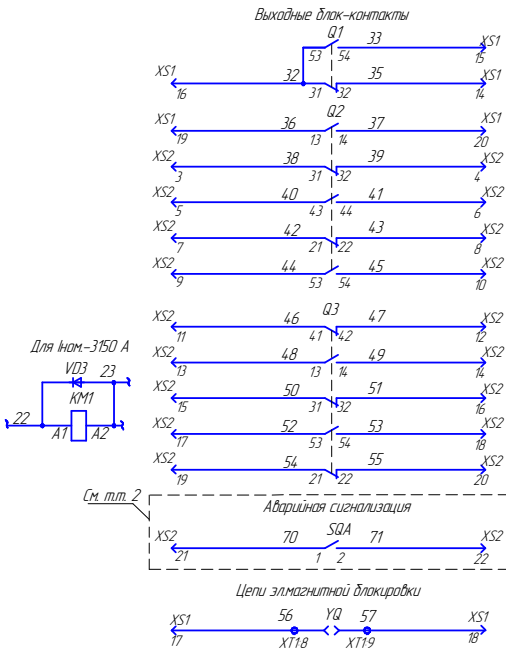 Выходные блок-контакты
Q1
33
XS1
53 54
15
XS1
32
35
XS1
16
31 32
14
Q2
XS1
36
37
XS1
19
13 14
20
XS2
38
39
XS2
3
31 32
4
XS2
40
41
XS2
5
43 44
6
XS2
42
43
XS2
7
21 22
8
XS2
44
45
XS2
9
53 54
10
Q3
XS2
46
47
XS2
11
41 42
12
XS2
48
49
XS2
13
13 14
14
XS2
50
51
XS2
15
31 32
16
XS2
52
53
XS2
17
53 54
18
XS2
54
55
XS2
19
21 22
20
Для Iном.-3150 А
VD3
23
KM1
22
A1 A2
См. т.т. 2
Аварийная сигнализация
SQA
XS2
70
71
XS2
21
1 2
22
Цепи эл.магнитной блокировки
XS1
56
YQ
57
XS1
17
XT18
XT19
18